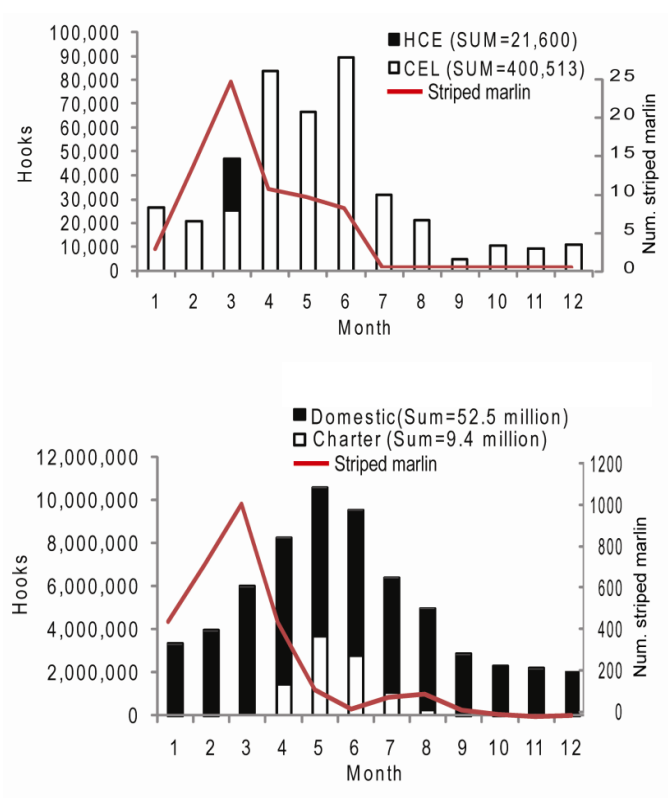 HCE (SUM=21,600)
CEL (SUM=400,513)
Striped marlin
Hooks
100,000
90,000
80,000
70,000
60,000
50,000
40,000
30,000
20,000
10,000
0
25
20
15
10
5
0
Num. striped marlin
1 2 3 4 5 6 7 8 9 10 11 12
Month
Domestic(Sum=52.5 million)
Charter (Sum=9.4 million)
Striped marlin
Hooks
12,000,000
10,000,000
8,000,000
6,000,000
4,000,000
2,000,000
0
1200
1000
800
600
400
200
0
Num. striped marlin
1 2 3 4 5 6 7 8 9 10 11 12
Month